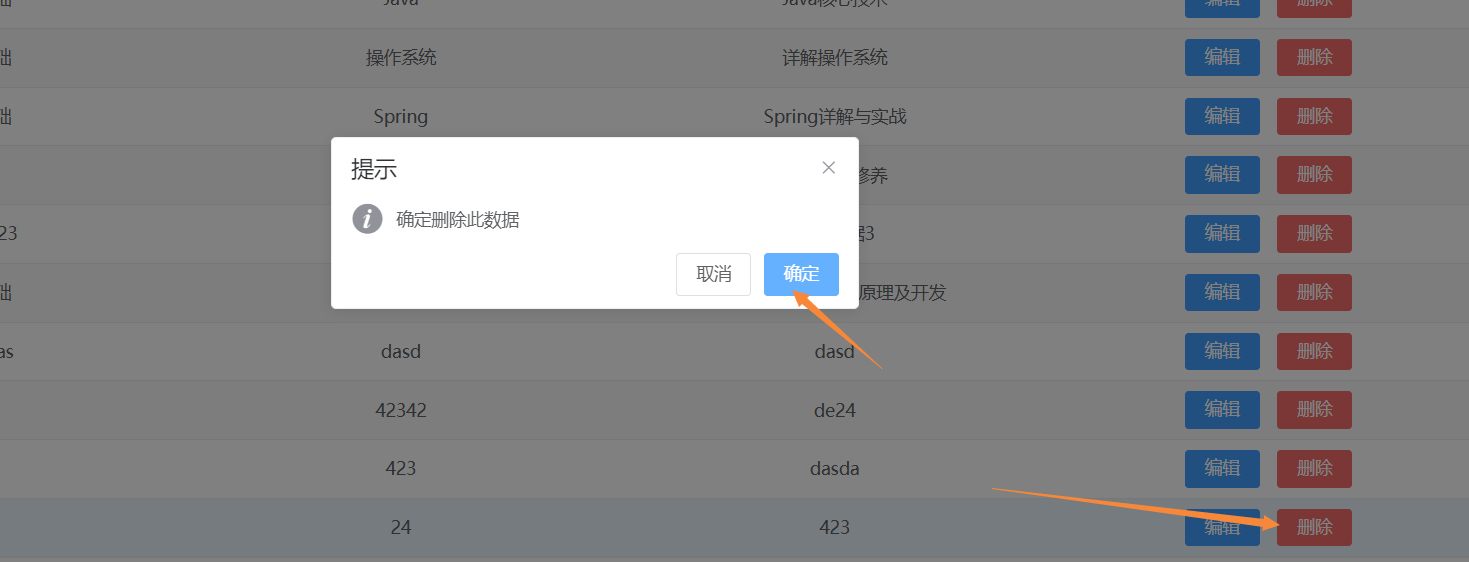 础 Java Java核心技术 编辑 删除
础 操作系统 详解操作系统 编辑 删除
础 Spring Spring详解与实战 编辑 删除
提示
修养 编辑 删除
确定删除此数据
23 据3 编辑 删除
取消 确定
础 原理及开发 编辑 删除
as dasd dasd 编辑 删除
42342 de24 编辑 删除
423 dasda 编辑 删除
24 423 编辑 删除